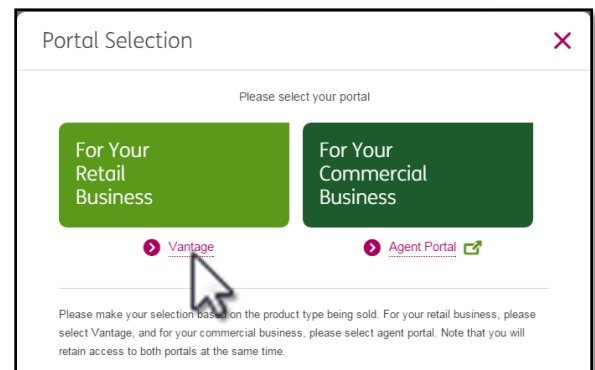 Portal Selection
Please select your portal
For Your
Retail
Business
For Your
Commercial
Business
Vantage
Agent Portal
Please make your selection based on the product type being sold. For your retail business, please
select Vantage, and for your commercial business, please select agent portal. Note that you will
retain access to both portals at the same time.